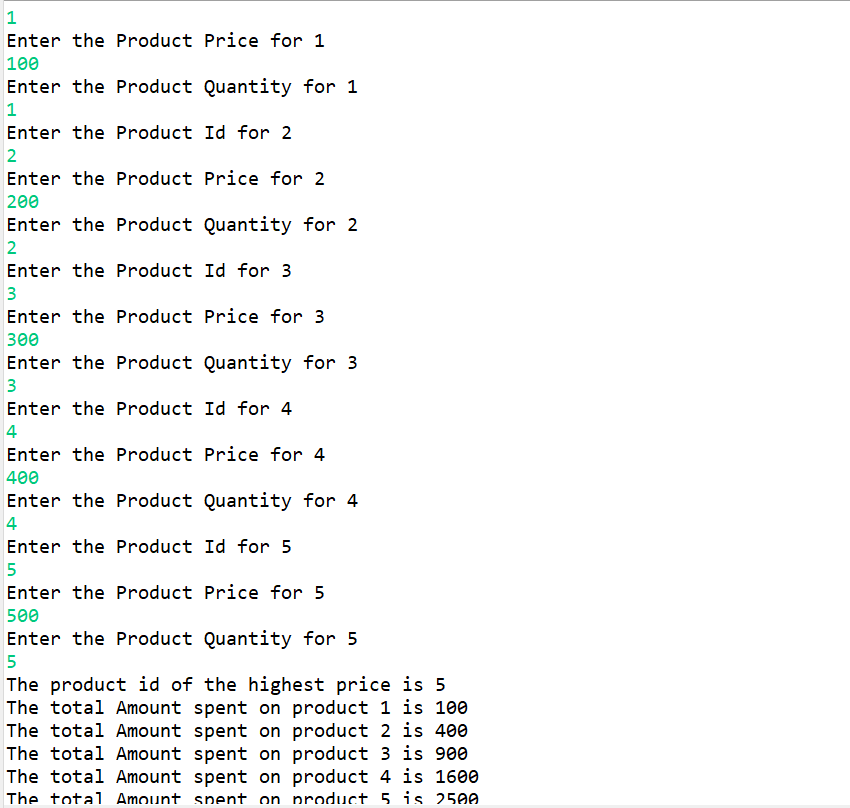 1
Enter the Product Price for 1
100
Enter the Product Quantity for 1
1
Enter the Product Id for 2
2
Enter the Product Price for 2
200
Enter the Product Quantity for 2
2
Enter the Product Id for 3
3
Enter the Product Price for 3
300
Enter the Product Quantity for 3
3
Enter the Product Id for 4
4
Enter the Product Price for 4
400
Enter the Product Quantity for 4
4
Enter the Product Id for 5
5
Enter the Product Price for 5
500
Enter the Product Quantity for 5
5
The product id of the highest price is 5
The total Amount spent on product 1 is 100
The total Amount spent on product 2 is 400
The total Amount spent on product 3 is 900
The total Amount spent on product 4 is 1600
The total Amount spent on product 5 is 2500